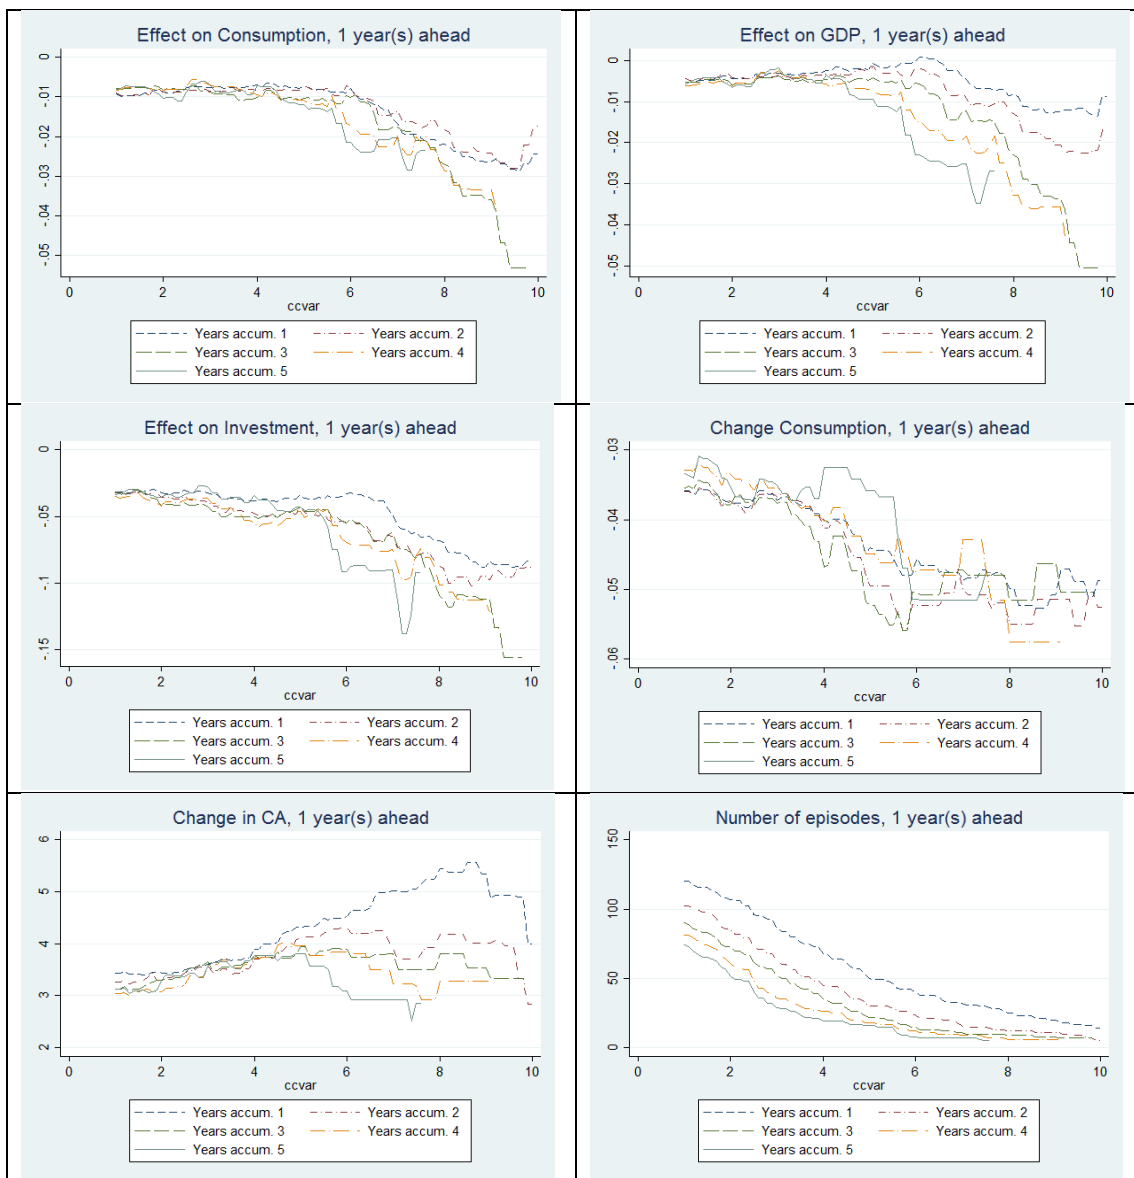 Effect on Consumption, 1 year(s) ahead
0
-.01
-.02
-.03
-.04
-.05
0 2 4 6 8 10
ccvar
Years accum. 1 Years accum. 2
Years accum. 3 Years accum. 4
Years accum. 5
Effect on GDP, 1 year(s) ahead
0
-.01
-.02
-.03
-.04
-.05
0 2 4 6 8 10
ccvar
Years accum. 1 Years accum. 2
Years accum. 3 Years accum. 4
Years accum. 5
Effect on Investment, 1 year(s) ahead
0
-.05
-.1
-.15
0 2 4 6 8 10
ccvar
Years accum. 1 Years accum. 2
Years accum. 3 Years accum. 4
Years accum. 5
Change Consumption, 1 year(s) ahead
-.03
-.04
-.05
-.06
0 2 4 6 8 10
ccvar
Years accum. 1 Years accum. 2
Years accum. 3 Years accum. 4
Years accum. 5
Change in CA, 1 year(s) ahead
6
5
4
3
2
0 2 4 6 8 10
ccvar
Years accum. 1 Years accum. 2
Years accum. 3 Years accum. 4
Years accum. 5
Number of episodes, 1 year(s) ahead
150
100
50
0
0 2 4 6 8 10
ccvar
Years accum. 1 Years accum. 2
Years accum. 3 Years accum. 4
Years accum. 5